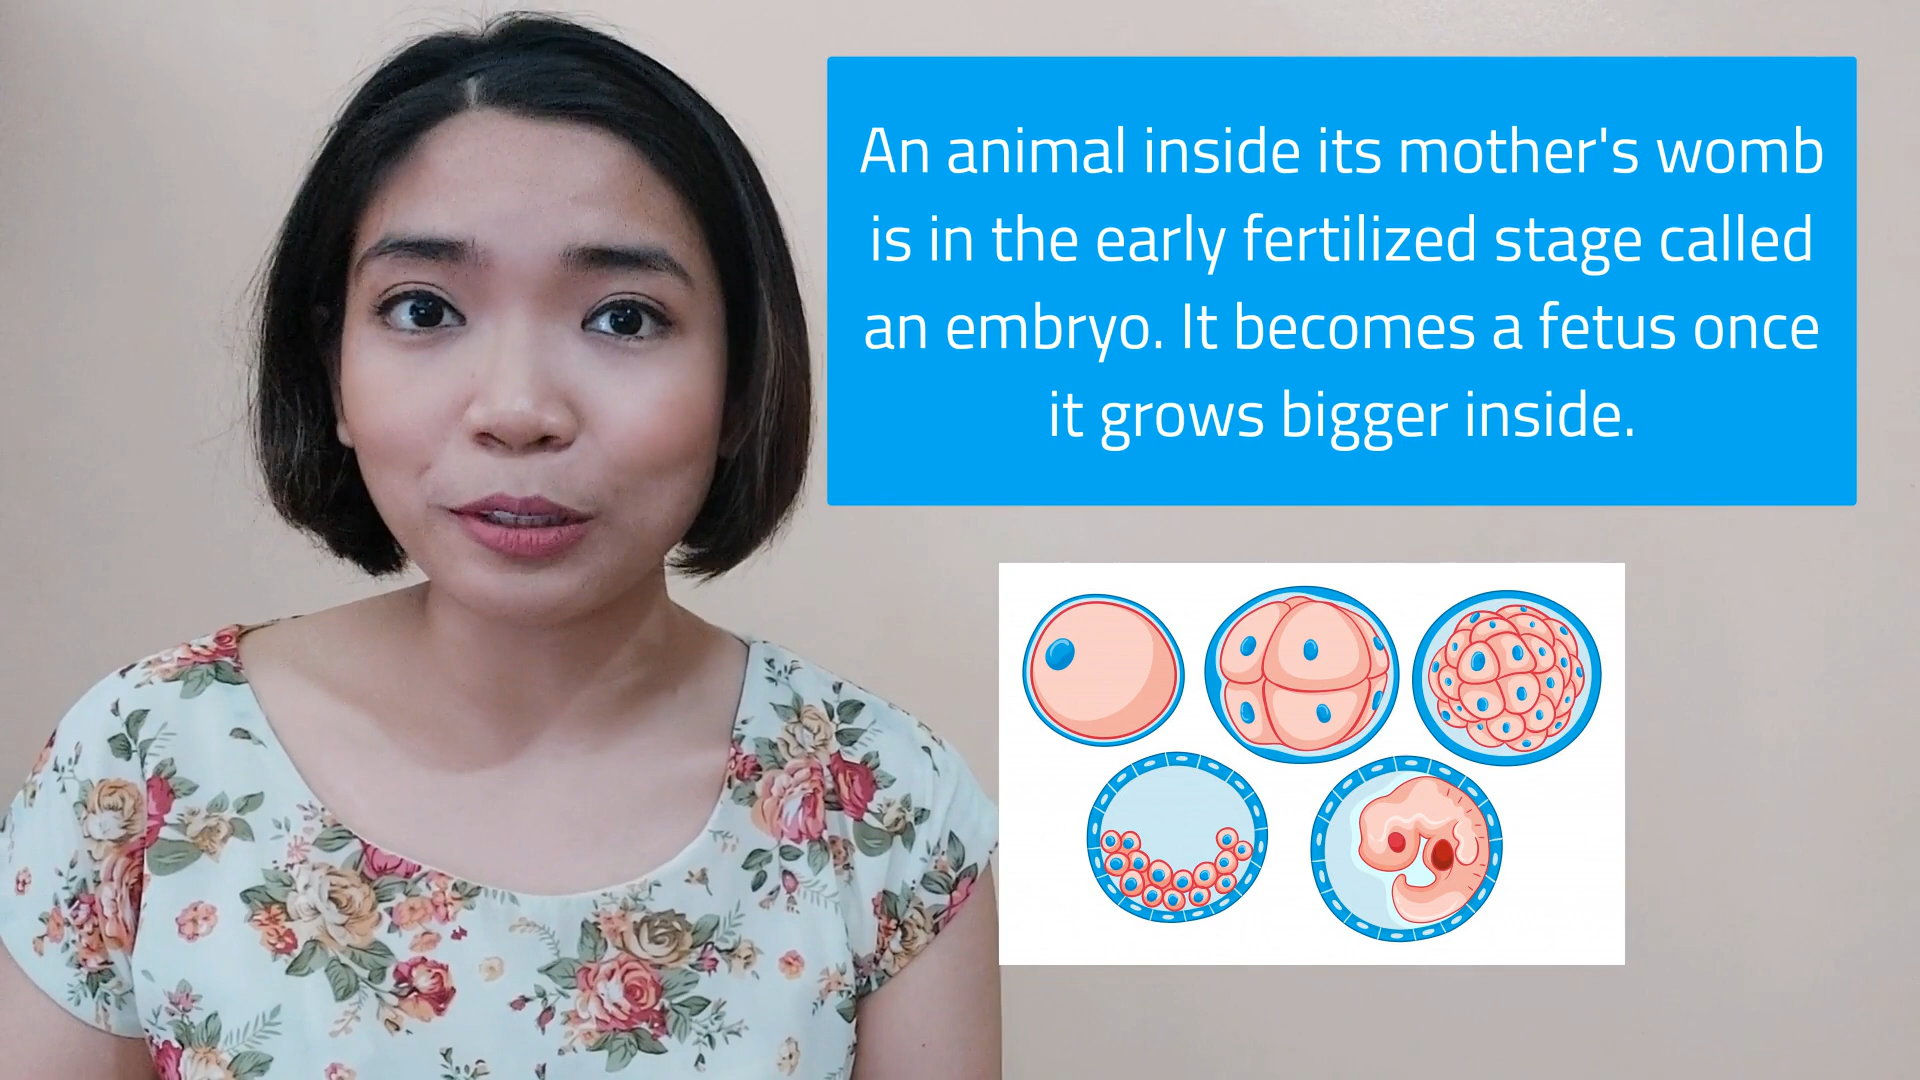 An animal inside its mother's womb
is in the early fertilized stage called
an embryo. It becomes a fetus once
it grows bigger inside.